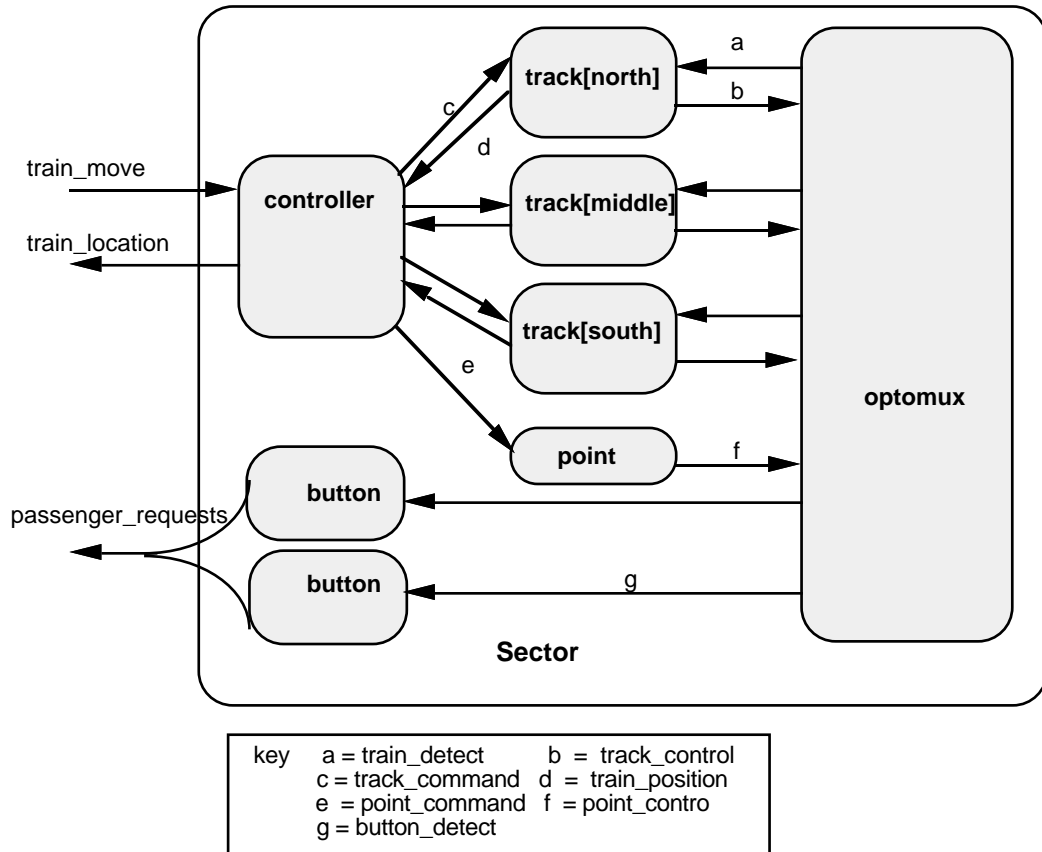 a
track[north]
b
c
d
train_move
controller
track[middle]
train_location
track[south]
e
optomux
point
f
button
passenger_requests
button
g
Sector
key a = train_detect b = track_control
c = track_command d = train_position
e = point_command f = point_contro
g = button_detect